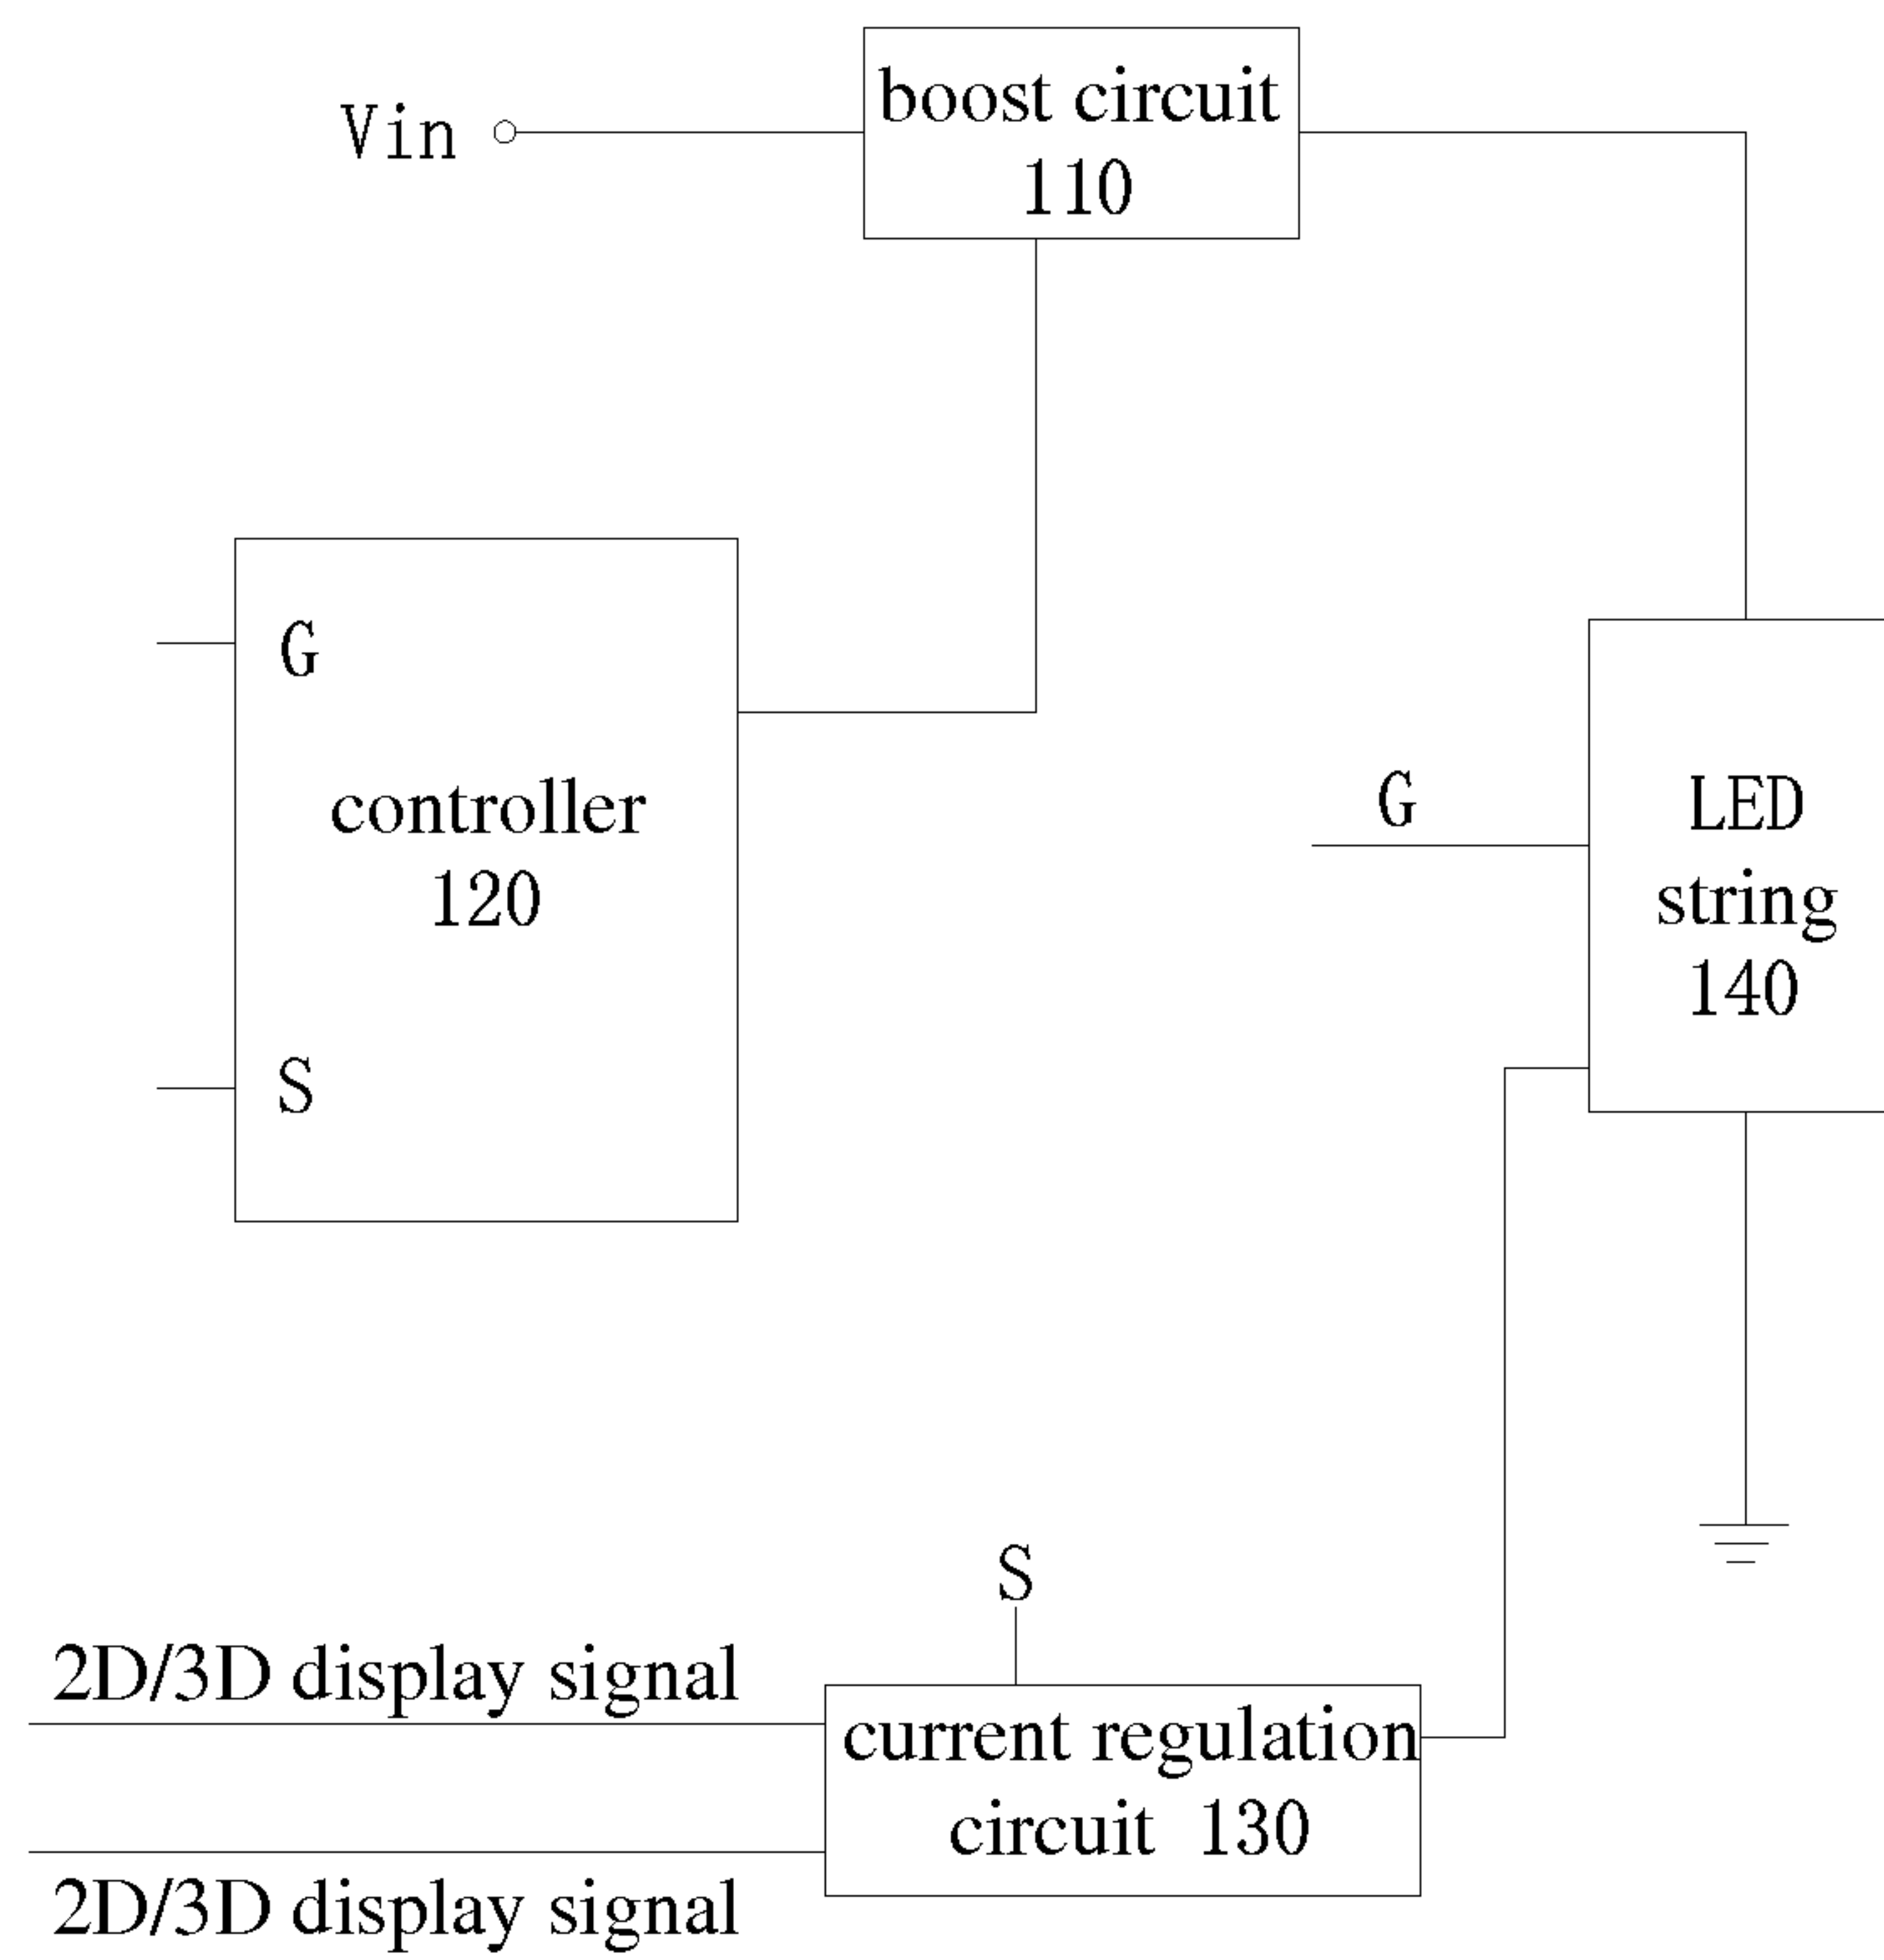 boost circuit
110
Vin
G
controller
120
S
G
LED
string
140
S
2D/3D display signal
current regulation
circuit 130
2D/3D display signal